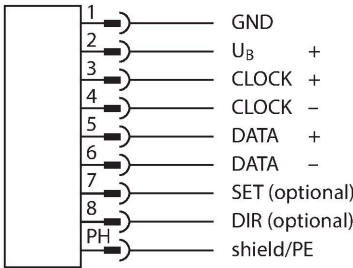 1 GND
2 U_B +
3 CLOCK +
4 CLOCK –
5 DATA +
6 DATA –
7 SET (optional)
8 DIR (optional)
PH shield/PE